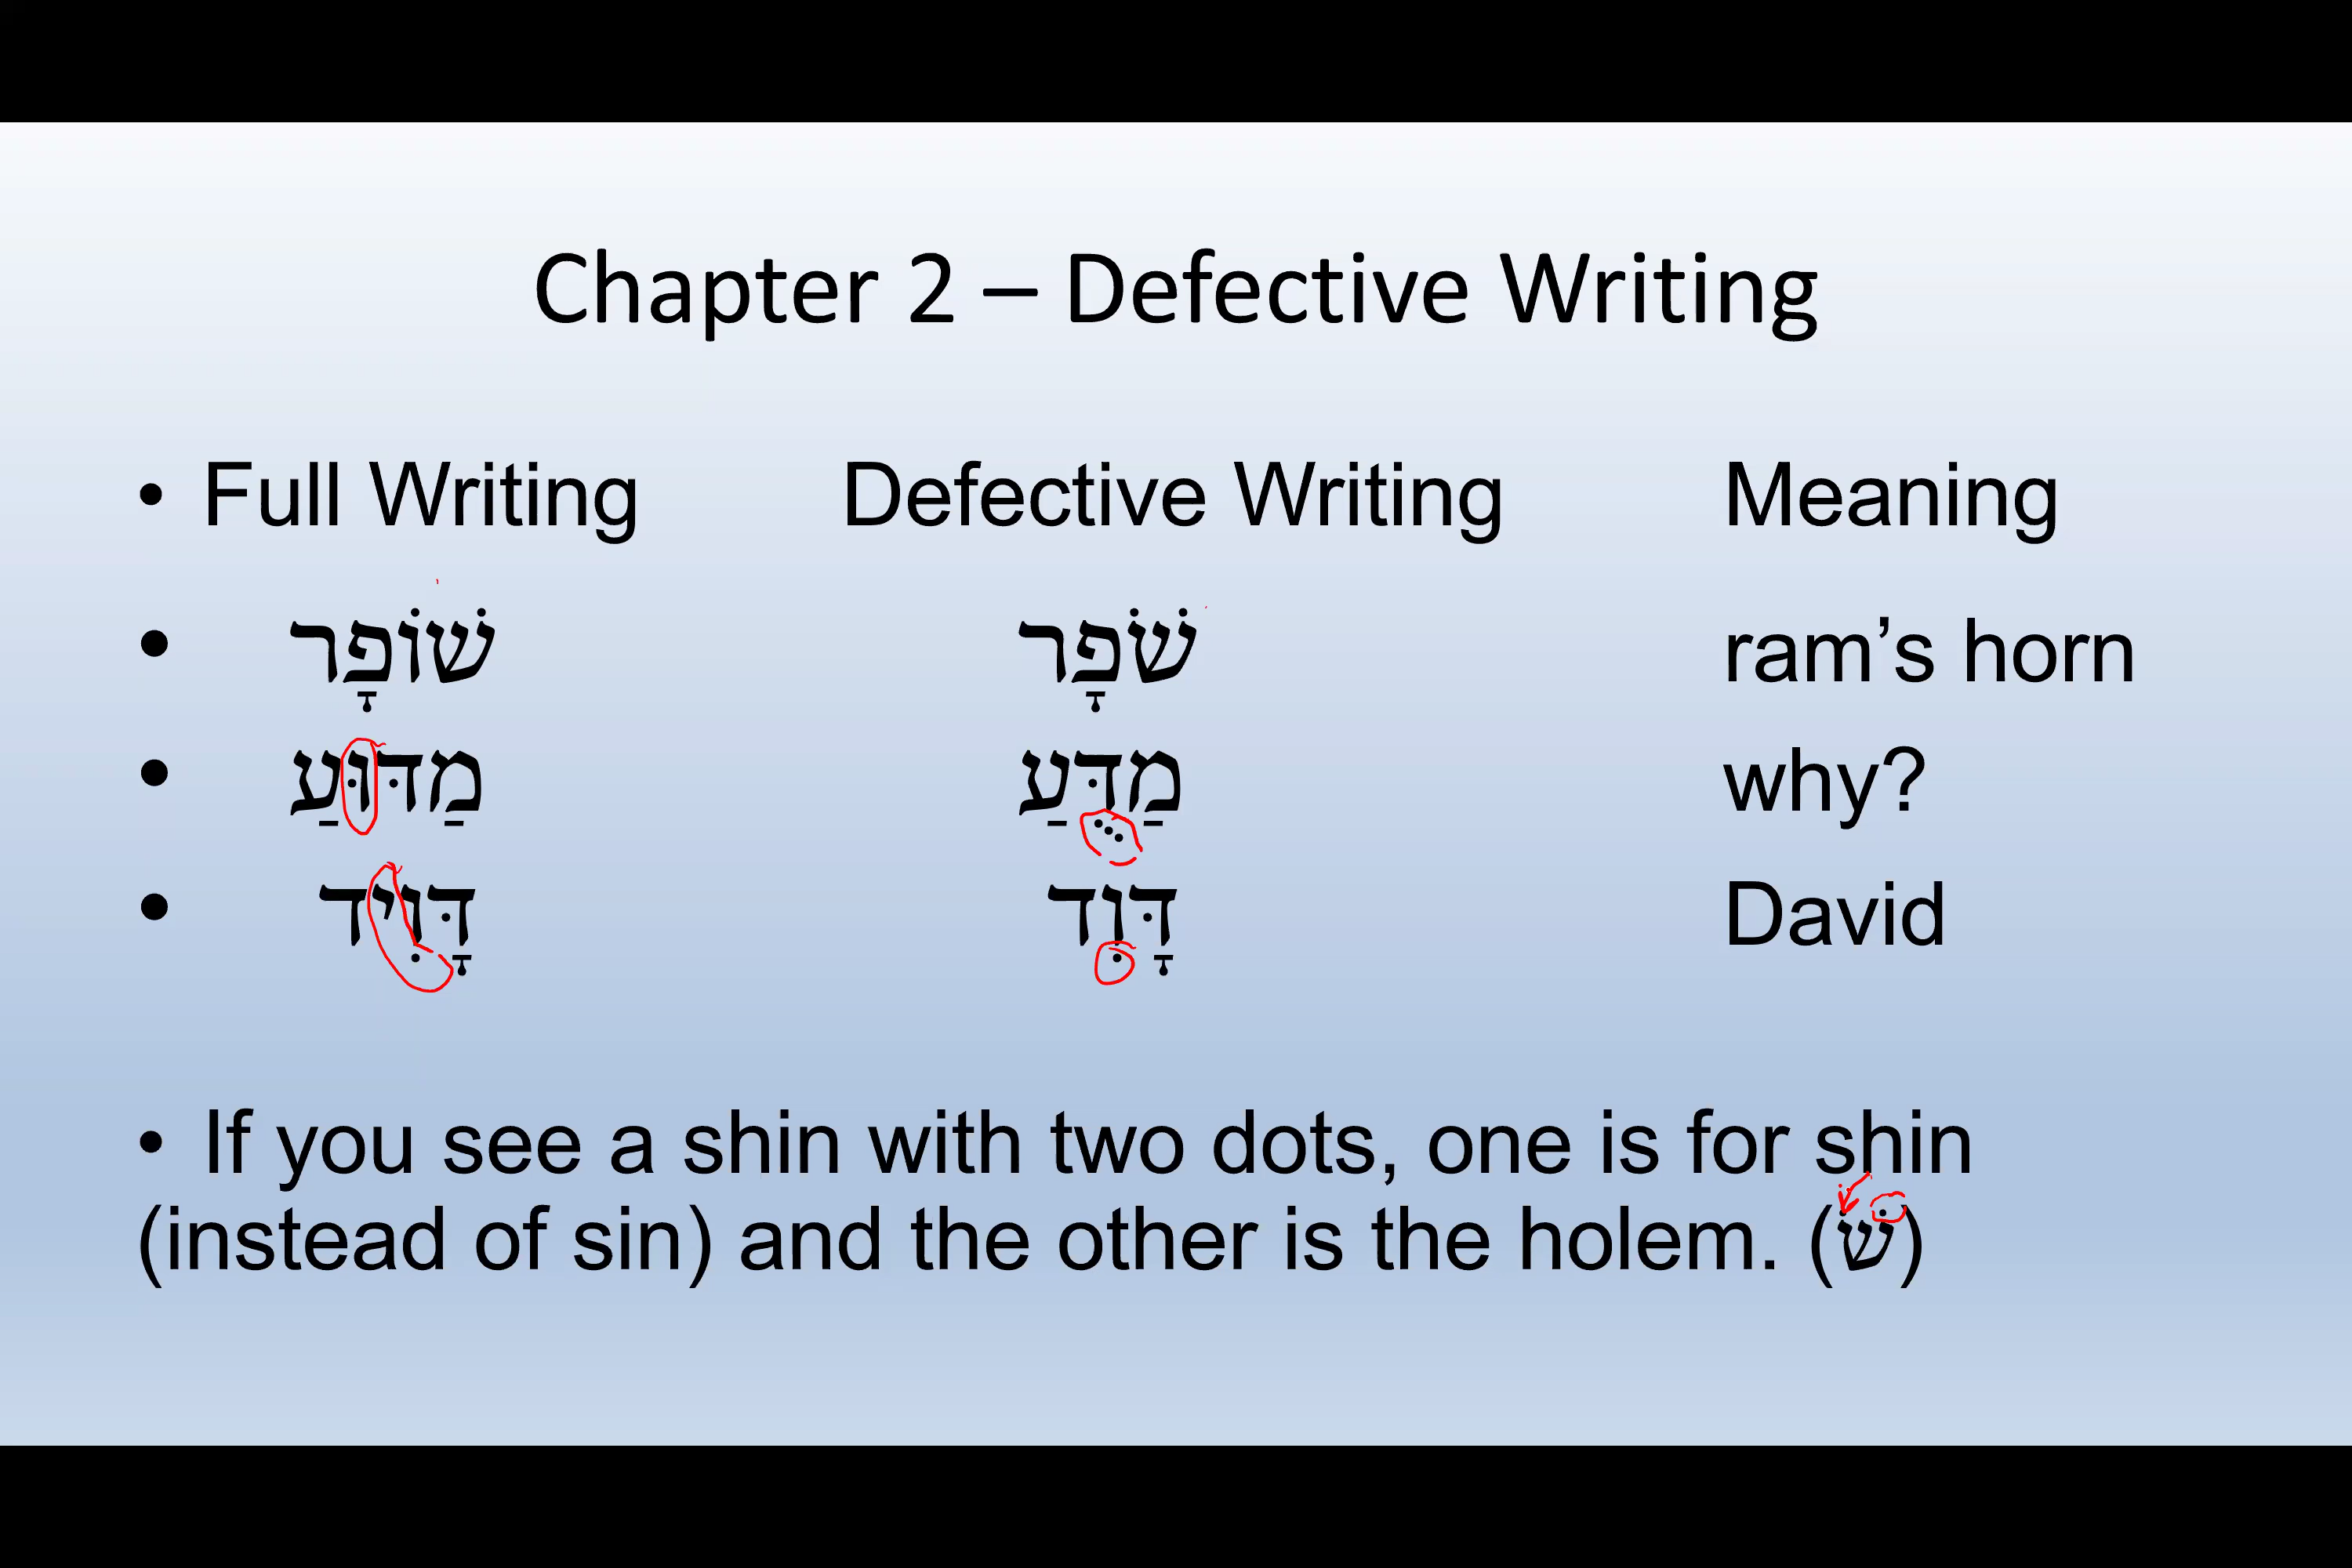 Chapter 2 – Defective Writing
• Full Writing Defective Writing Meaning
• שׁוֹפָר שֹׁפָר ram’s horn
• מַדּוּעַ מַדֻּעַ why?
• דָּוִיד דָּוִד David
• If you see a shin with two dots, one is for shin
(instead of sin) and the other is the holem. (שֹׁ)